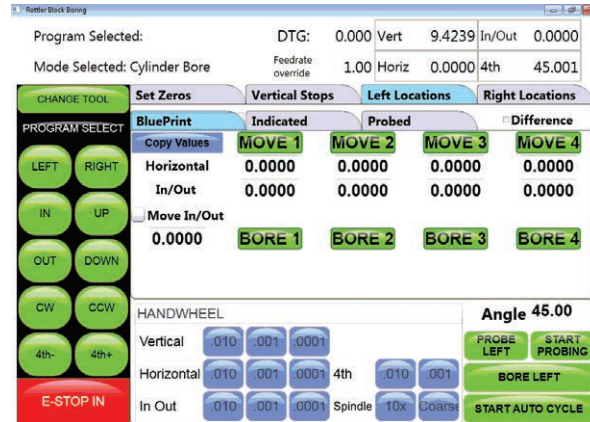 Rottler Block Boring
Program Selected: DTG: 0.000 Vert 9.4239 In/Out 0.0000
Mode Selected: Cylinder Bore Feedrate override 1.00 Horiz 0.0000 4th 45.001
CHANGE TOOL Set Zeros Vertical Stops Left Locations Right Locations
PROGRAM SELECT BluePrint Indicated Probed Difference
Copy Values MOVE 1 MOVE 2 MOVE 3 MOVE 4
LEFT RIGHT Horizontal 0.0000 0.0000 0.0000 0.0000
In/Out 0.0000 0.0000 0.0000 0.0000
IN UP Move In/Out
0.0000 BORE 1 BORE 2 BORE 3 BORE 4
OUT DOWN
CW CCW HANDWHEEL Angle 45.00
Vertical .010 .001 .0001 PROBE LEFT START PROBING
4th- 4th+ Horizontal .010 .001 .0001 4th .010 .001 BORE LEFT
E-STOP IN In Out .010 .001 .0001 Spindle 10x Coarse START AUTO CYCLE